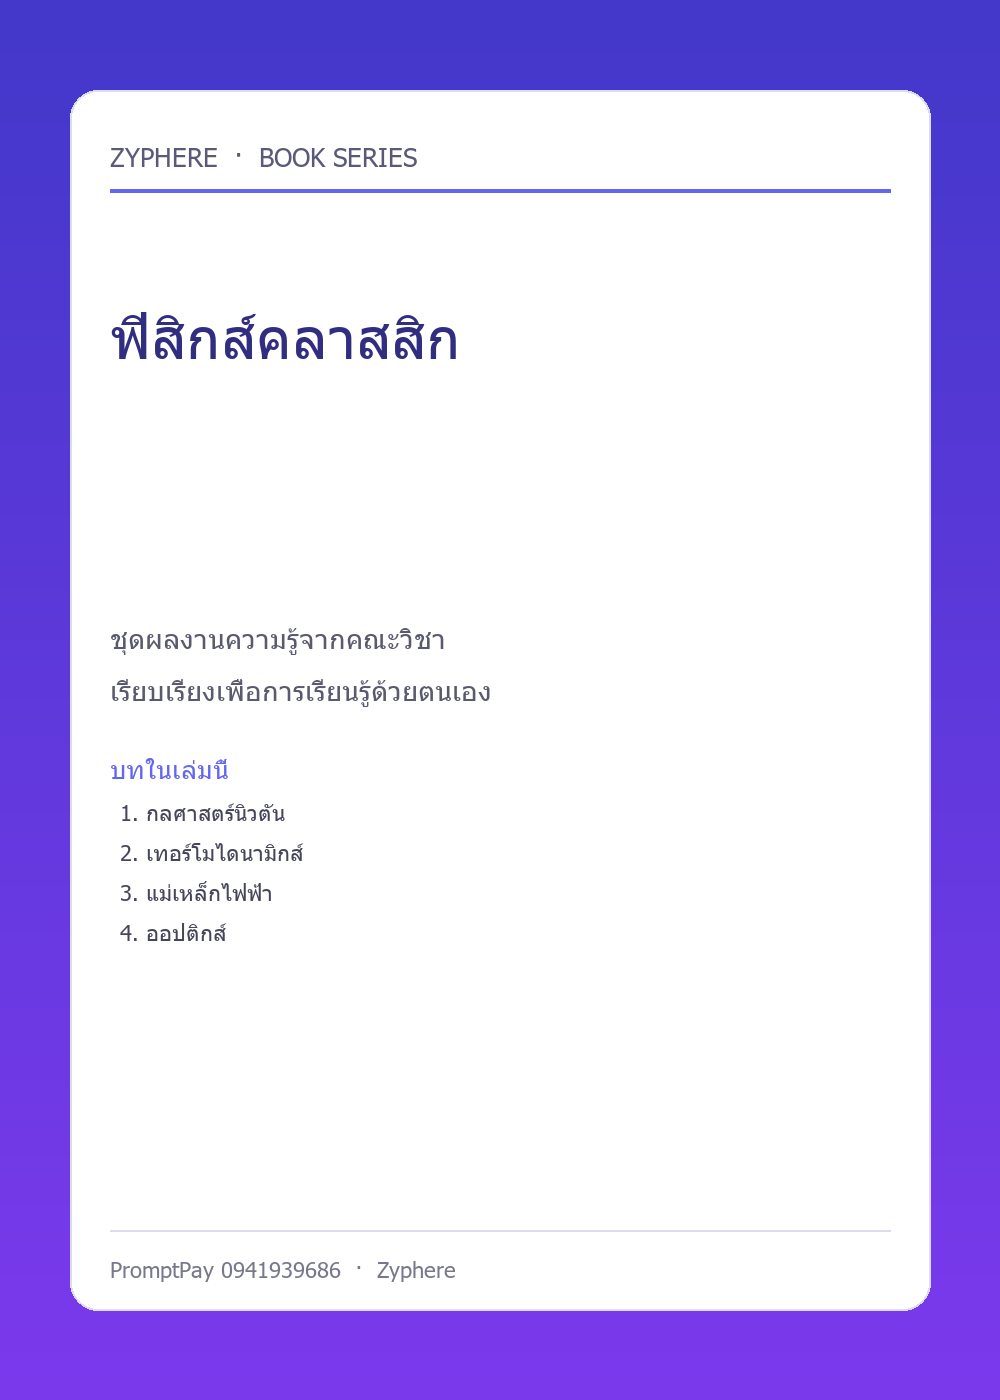 ZYPHERE · BOOK SERIES
ฟิสิกส์คลาสสิก
ชุดผลงานความรู้จากคณะวิชา
เรียบเรียงเพื่อการเรียนรู้ด้วยตนเอง
บทในเล่มนี้
1. กลศาสตร์นิวตัน
2. เทอร์โมไดนามิกส์
3. แม่เหล็กไฟฟ้า
4. ออปติกส์
PromptPay 0941939686 · Zyphere